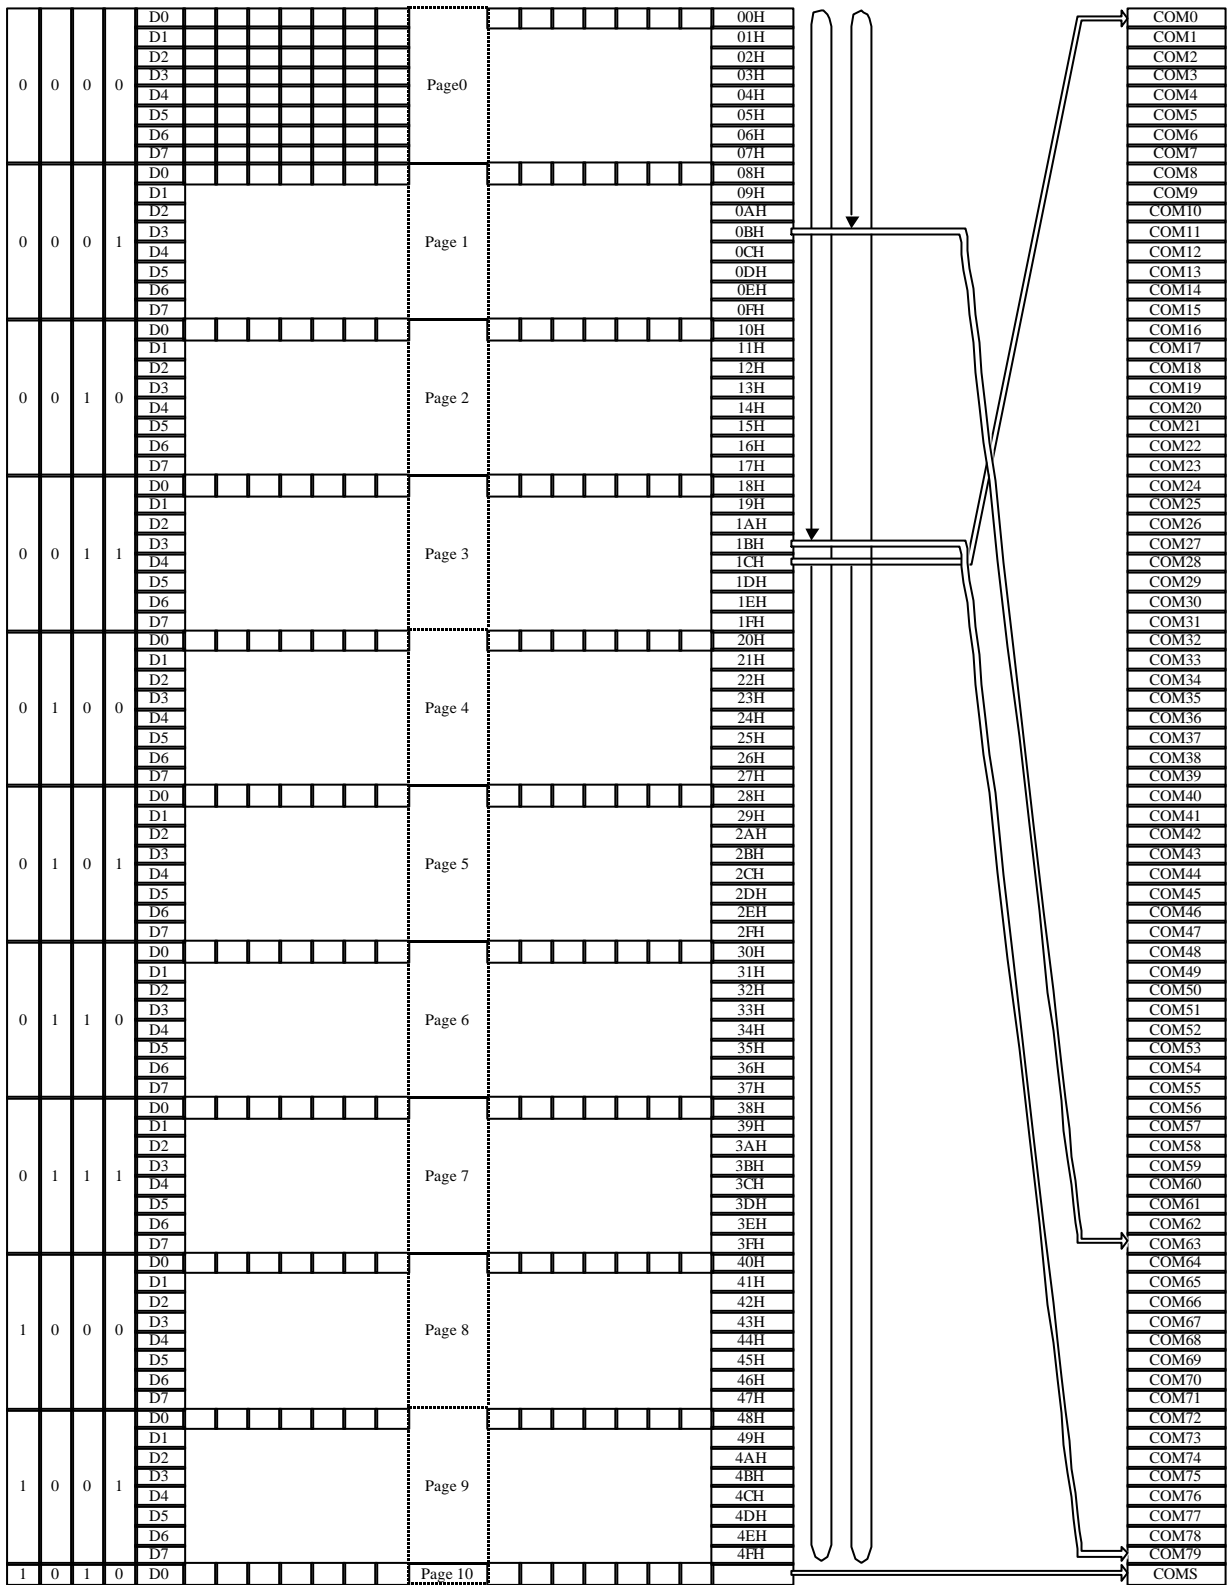 D0 00H COM0
D1 01H COM1
D2 02H COM2
D3 03H COM3
0 0 0 0 Page0
D4 04H COM4
D5 05H COM5
D6 06H COM6
D7 07H COM7
D0 08H COM8
D1 09H COM9
D2 0AH COM10
D3 0BH COM11
0 0 0 1 Page 1
D4 0CH COM12
D5 0DH COM13
D6 0EH COM14
D7 0FH COM15
D0 10H COM16
D1 11H COM17
D2 12H COM18
D3 13H COM19
0 0 1 0 Page 2
D4 14H COM20
D5 15H COM21
D6 16H COM22
D7 17H COM23
D0 18H COM24
D1 19H COM25
D2 1AH COM26
D3 1BH COM27
0 0 1 1 Page 3
D4 1CH COM28
D5 1DH COM29
D6 1EH COM30
D7 1FH COM31
D0 20H COM32
D1 21H COM33
D2 22H COM34
D3 23H COM35
0 1 0 0 Page 4
D4 24H COM36
D5 25H COM37
D6 26H COM38
D7 27H COM39
D0 28H COM40
D1 29H COM41
D2 2AH COM42
D3 2BH COM43
0 1 0 1 Page 5
D4 2CH COM44
D5 2DH COM45
D6 2EH COM46
D7 2FH COM47
D0 30H COM48
D1 31H COM49
D2 32H COM50
D3 33H COM51
0 1 1 0 Page 6
D4 34H COM52
D5 35H COM53
D6 36H COM54
D7 37H COM55
D0 38H COM56
D1 39H COM57
D2 3AH COM58
D3 3BH COM59
0 1 1 1 Page 7
D4 3CH COM60
D5 3DH COM61
D6 3EH COM62
D7 3FH COM63
D0 40H COM64
D1 41H COM65
D2 42H COM66
D3 43H COM67
1 0 0 0 Page 8
D4 44H COM68
D5 45H COM69
D6 46H COM70
D7 47H COM71
D0 48H COM72
D1 49H COM73
D2 4AH COM74
D3 4BH COM75
1 0 0 1 Page 9
D4 4CH COM76
D5 4DH COM77
D6 4EH COM78
D7 4FH COM79
1 0 1 0 D0 Page 10 COMS